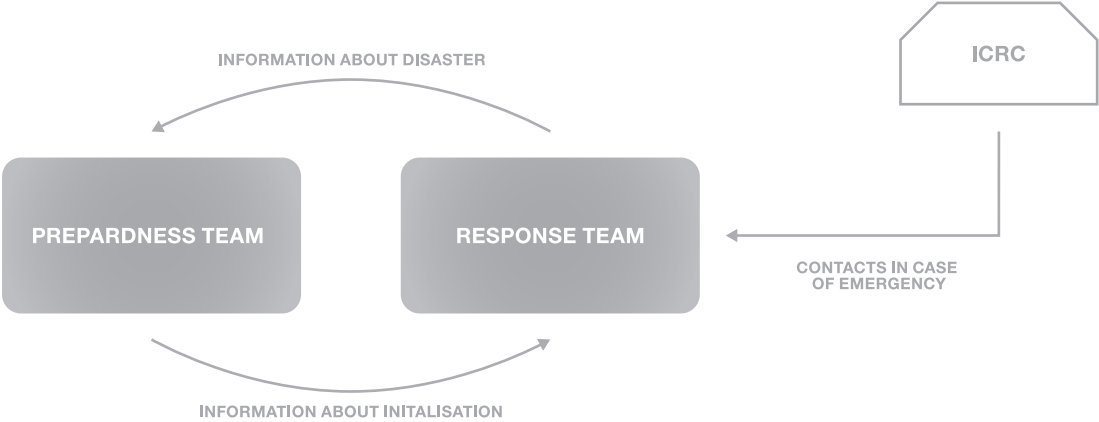 INFORMATION ABOUT DISASTER
ICRC
PREPARDNESS TEAM
RESPONSE TEAM
CONTACTS IN CASE
OF EMERGENCY
INFORMATION ABOUT INITALISATION